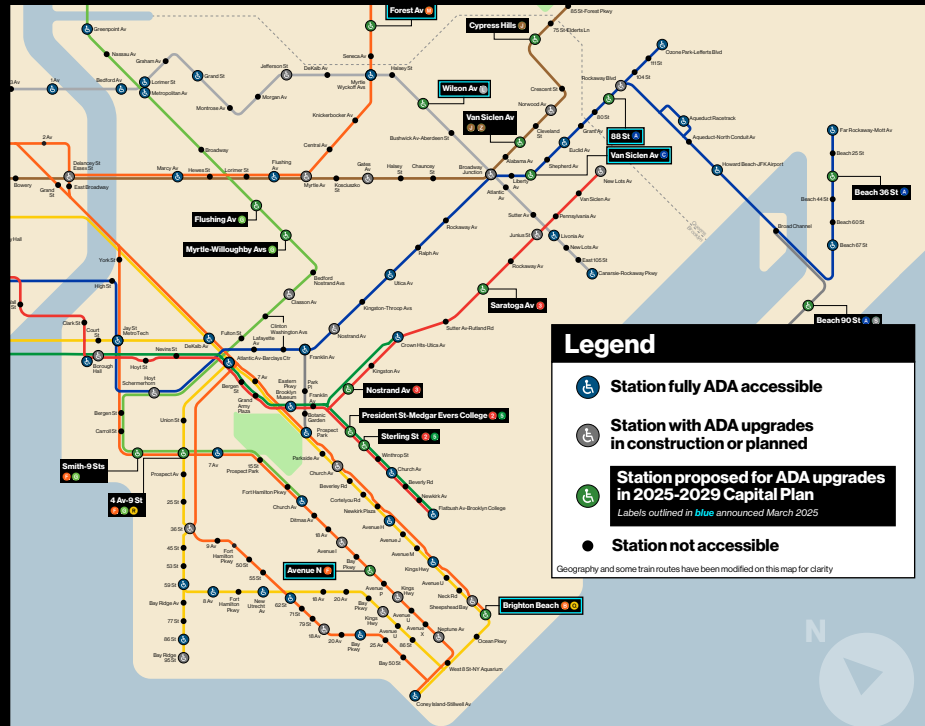 Forest Av M
85 St-Forest Pkwy
Cypress Hills J
75 St-Elderts Ln
Greenpoint Av
Nassau Av
Graham Av
Jefferson St
DeKalb Av
Seneca Av
Halsey St
Myrtle
Wyckoff Avs
Ozone Park-Lefferts Blvd
111 St
104 St
Rockaway Blvd
1 Av
Bedford Av
Lorimer St
Metropolitan Av
Grand St
Montrose Av
Morgan Av
Wilson Av L
Crescent St
Norwood Av
80 St
Knickerbocker Av
Van Siclen Av
J Z
Cleveland
St
Grant Av
88 St A
Aqueduct Racetrack
Aqueduct-North Conduit Av
Far Rockaway-Mott Av
2 Av
Broadway
Central Av
Bushwick Av-Aberdeen St
Euclid Av
Van Siclen Av C
Beach 25 St
Delancey St
Essex St
East Broadway
Marcy Av
Hewes St
Lorimer St
Flushing
Av
Gates
Av
Halsey
St
Chauncey
St
Broadway
Junction
Alabama Av
Shepherd Av
Liberty
Av
New Lots Av
Howard Beach JFK Airport
Bowery
Grand
St
Myrtle Av
Kosciuszko
St
Atlantic
Av
Van Siclen Av
Beach 36 St A
Beach 44 St
Flushing Av G
Sutter Av
Pennsylvania Av
Beach 60 St
Myrtle-Willoughby Avs G
Rockaway Av
Junius St
Livonia Av
New Lots Av
East 105 St
Broad Channel
Beach 67 St
York St
Ralph Av
Rockaway Av
Canarsie-Rockaway Pkwy
Bedford
Nostrand Avs
High St
Utica Av
Classon Av
Kingston-Throop Avs
Saratoga Av 3
Clinton
Washington Avs
Clark St
Court
St
Jay St
MetroTech
DeKalb Av
Fulton St
Lafayette
Av
Nostrand Av
Sutter Av-Rutland Rd
Beach 90 St A S
Borough
Hall
Nevins St
Hoyt
St
Atlantic Av-Barclays Ctr
Franklin Av
Crown Hts-Utica Av
Legend
Hoyt
Schermerhorn
Bergen
St
7 Av
Grand
Army
Plaza
Eastern
Pkwy
Brooklyn
Museum
Park
Pl
Franklin
Av
Botanic
Garden
Kingston Av
Nostrand Av 3
Station fully ADA accessible
Bergen St
Carroll St
Union St
Prospect
Park
President St-Medgar Evers College 2 5
Sterling St 2 5
Station with ADA upgrades
in construction or planned
Smith-9 Sts
F G
7 Av
15 St
Prospect Park
Parkside Av
Church Av
Winthrop St
Church Av
Prospect Av
Beverley Rd
Beverly Rd
Station proposed for ADA upgrades
in 2025-2029 Capital Plan
Labels outlined in blue announced March 2025
4 Av-9 St
F G R
25 St
Fort Hamilton Pkwy
Cortelyou Rd
Newkirk Av
Church Av
Newkirk Plaza
Flatbush Av-Brooklyn College
36 St
Ditmas Av
Avenue H
18 Av
Station not accessible
45 St
9 Av
Fort
Hamilton
Pkwy
Avenue I
Avenue J
Avenue M
53 St
50 St
55 St
Bay
Pkwy
Kings Hwy
Geography and some train routes have been modified on this map for clarity
59 St
Avenue N F
Avenue U
Bay Ridge Av
8 Av
Fort
Hamilton
Pkwy
New
Utrecht
Av
62 St
18 Av
20 Av
Avenue
P
Kings
Hwy
Neck Rd
Sheepshead Bay
Brighton Beach B Q
71 St
79 St
Bay
Pkwy
Kings
Hwy
Avenue
U
77 St
18 Av
Avenue
U
Avenue
X
Neptune Av
N
86 St
20 Av
Bay
Pkwy
25 Av
86 St
Ocean Pkwy
Bay Ridge
95 St
Bay 50 St
West 8 St-NY Aquarium
Coney Island-Stillwell Av